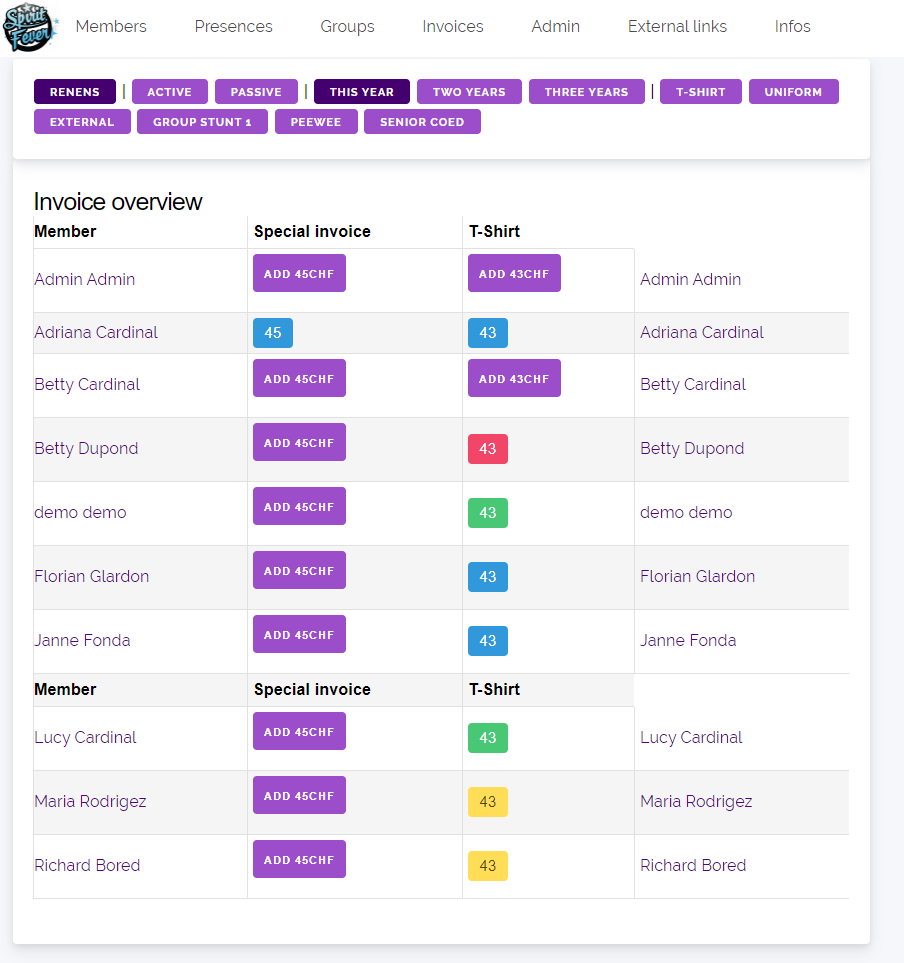 Spirit Fever Members Presences Groups Invoices Admin External links Infos
RENENS | ACTIVE PASSIVE | THIS YEAR TWO YEARS THREE YEARS | T-SHIRT UNIFORM
EXTERNAL GROUP STUNT 1 PEEWEE SENIOR COED
Invoice overview
Member Special invoice T-Shirt
Admin Admin ADD 45CHF ADD 43CHF Admin Admin
Adriana Cardinal 45 43 Adriana Cardinal
Betty Cardinal ADD 45CHF ADD 43CHF Betty Cardinal
Betty Dupond ADD 45CHF 43 Betty Dupond
demo demo ADD 45CHF 43 demo demo
Florian Glardon ADD 45CHF 43 Florian Glardon
Janne Fonda ADD 45CHF 43 Janne Fonda
Member Special invoice T-Shirt
Lucy Cardinal ADD 45CHF 43 Lucy Cardinal
Maria Rodrigez ADD 45CHF 43 Maria Rodrigez
Richard Bored ADD 45CHF 43 Richard Bored